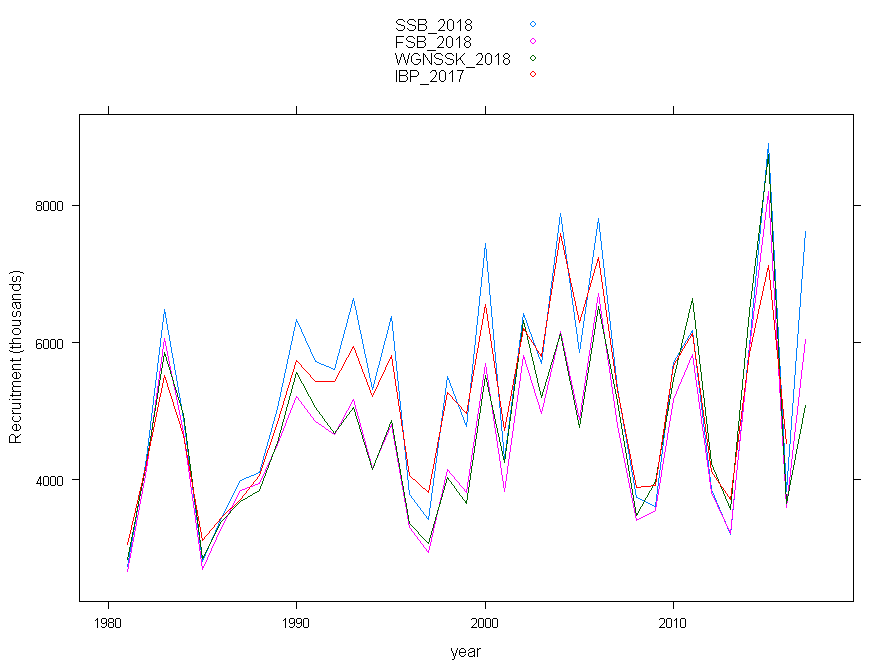 SSB_2018
FSB_2018
WGNSSK_2018
IBP_2017
8000
6000
4000
Recruitment (thousands)
1980
1990
2000
2010
year